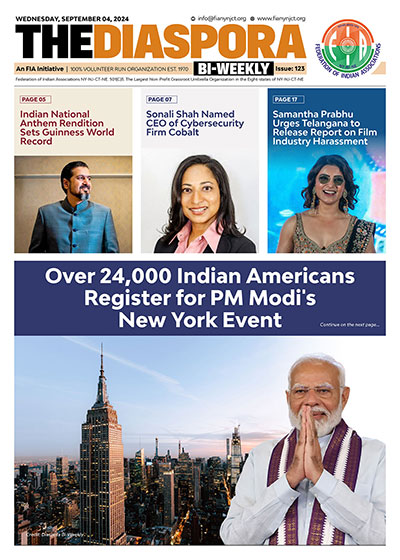 WEDNESDAY, SEPTEMBER 04, 2024
info@fianynjct.org www.fianynjct.org
THEDIASPORA
An FIA Initiative | 100% VOLUNTEER RUN ORGANIZATION EST. 1970
BI-WEEKLY Issue: 123
FIA
FEDERATION OF INDIAN ASSOCIATIONS
Federation of Indian Associations NY-NJ-CT-NE 501(C)3: The Largest Non-Profit Grassroot Umbrella Organization in the Eight states of NY-NJ-CT-NE
PAGE 05
Indian National
Anthem Rendition
Sets Guinness World
Record
PAGE 07
Sonali Shah Named
CEO of Cybersecurity
Firm Cobalt
PAGE 17
Samantha Prabhu
Urges Telangana to
Release Report on Film
Industry Harassment
Over 24,000 Indian Americans
Register for PM Modi's
New York Event
Continue on the next page...
Credit: Diaspora Bi-Weekly